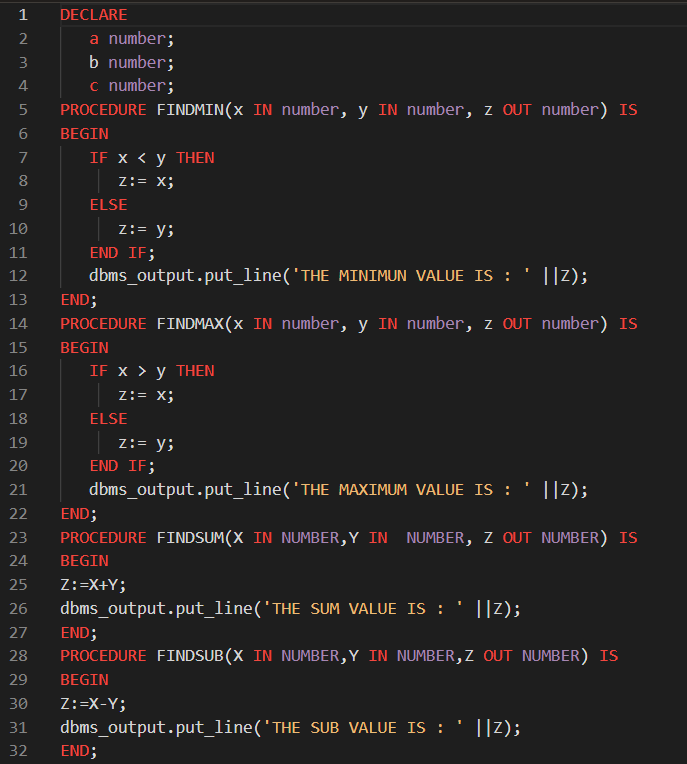 1 DECLARE
2 a number;
3 b number;
4 c number;
5 PROCEDURE FINDMIN(x IN number, y IN number, z OUT number) IS
6 BEGIN
7 IF x < y THEN
8 z:= x;
9 ELSE
10 z:= y;
11 END IF;
12 dbms_output.put_line('THE MINIMUN VALUE IS : ' ||Z);
13 END;
14 PROCEDURE FINDMAX(x IN number, y IN number, z OUT number) IS
15 BEGIN
16 IF x > y THEN
17 z:= x;
18 ELSE
19 z:= y;
20 END IF;
21 dbms_output.put_line('THE MAXIMUM VALUE IS : ' ||Z);
22 END;
23 PROCEDURE FINDSUM(X IN NUMBER,Y IN  NUMBER, Z OUT NUMBER) IS
24 BEGIN
25 Z:=X+Y;
26 dbms_output.put_line('THE SUM VALUE IS : ' ||Z);
27 END;
28 PROCEDURE FINDSUB(X IN NUMBER,Y IN NUMBER,Z OUT NUMBER) IS
29 BEGIN
30 Z:=X-Y;
31 dbms_output.put_line('THE SUB VALUE IS : ' ||Z);
32 END;